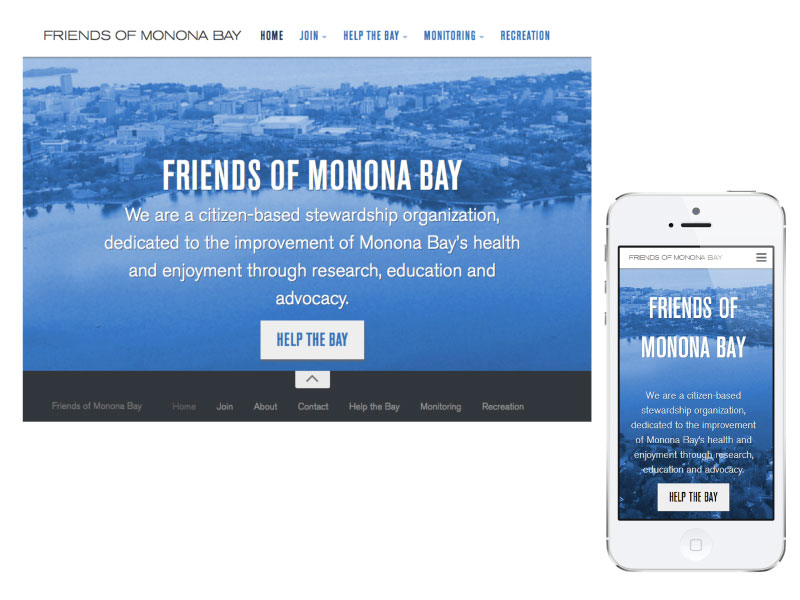 FRIENDS OF MONONA BAY HOME JOIN HELP THE BAY MONITORING RECREATION
FRIENDS OF MONONA BAY
We are a citizen-based stewardship organization,
dedicated to the improvement of Monona Bay's health
and enjoyment through research, education and
advocacy.
HELP THE BAY
Friends of Monona Bay Home Join About Contact Help the Bay Monitoring Recreation
FRIENDS OF MONONA BAY
FRIENDS OF
MONONA BAY
We are a citizen-based
stewardship organization,
dedicated to the improvement
of Monona Bay's health and
enjoyment through research,
education and advocacy.
HELP THE BAY